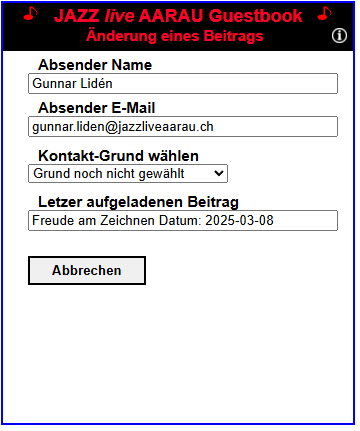 JAZZ live AARAU Guestbook
Änderung eines Beitrags
Absender Name
Gunnar Lidén
Absender E-Mail
gunnar.liden@jazzliveaarau.ch
Kontakt-Grund wählen
Grund noch nicht gewählt
Letzer aufgeladenen Beitrag
Freude am Zeichnen Datum: 2025-03-08
Abbrechen